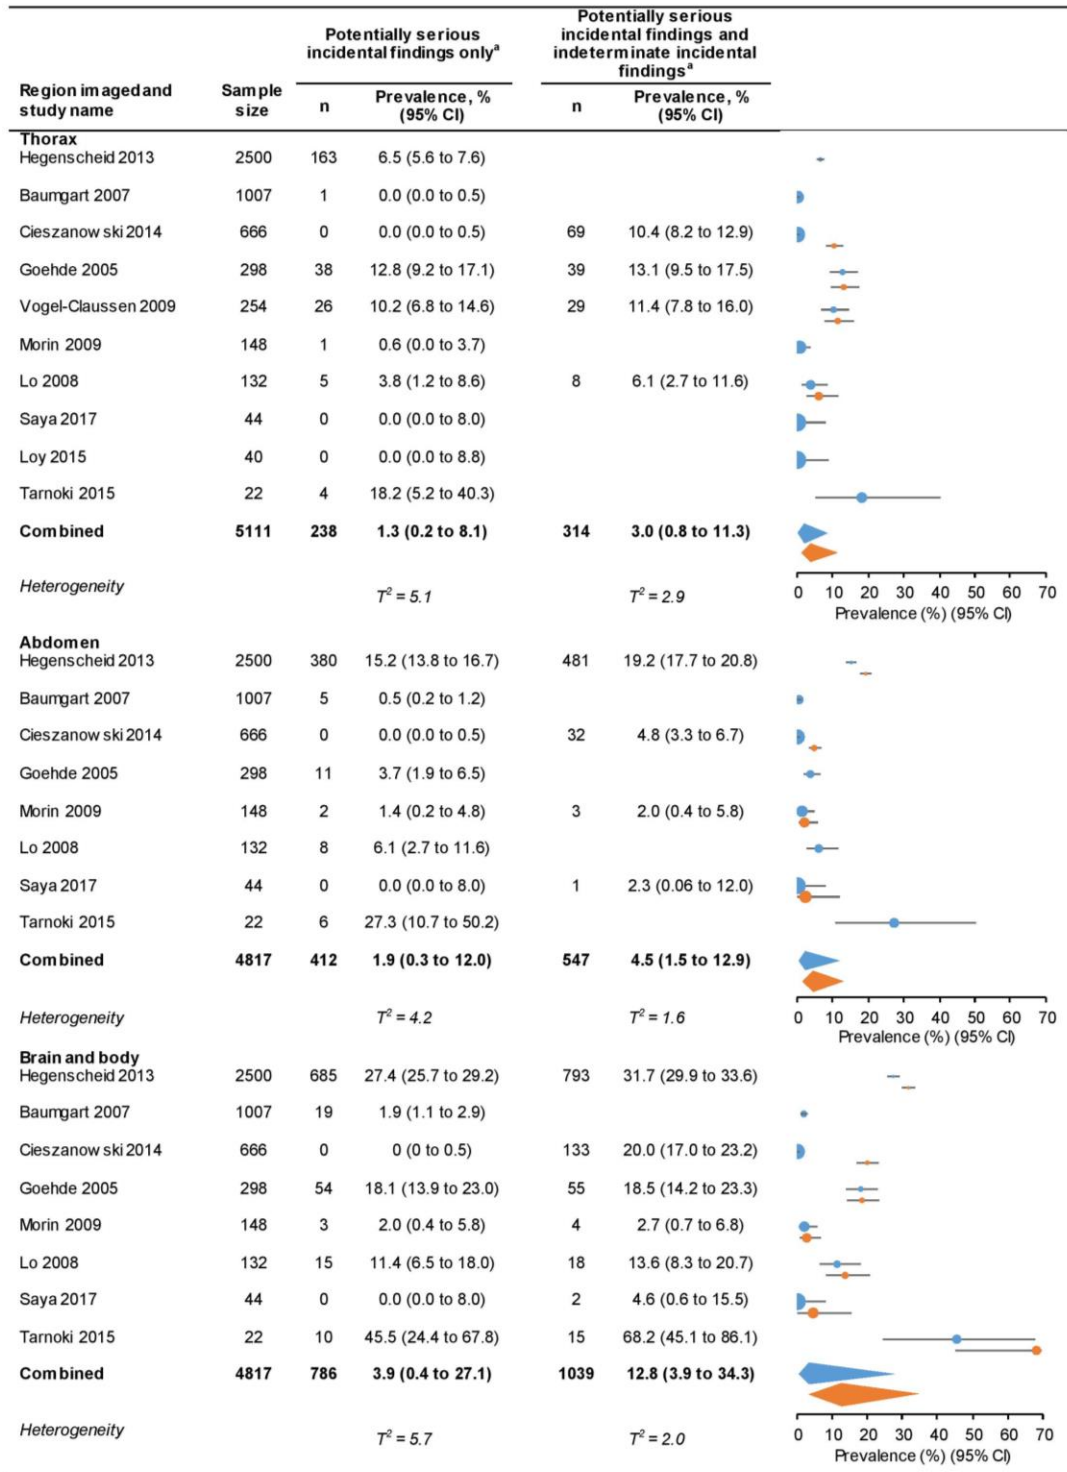 Potentially serious incidental findings onlyª
Potentially serious incidental findings and indeterminate incidental findingsª
Region imaged and study name Sample size n Prevalence, % (95% CI) n Prevalence, % (95% CI)
Thorax
Hegenscheid 2013 2500 163 6.5 (5.6 to 7.6)
Baumgart 2007 1007 1 0.0 (0.0 to 0.5)
Cieszanowski 2014 666 0 0.0 (0.0 to 0.5) 69 10.4 (8.2 to 12.9)
Goehde 2005 298 38 12.8 (9.2 to 17.1) 39 13.1 (9.5 to 17.5)
Vogel-Claussen 2009 254 26 10.2 (6.8 to 14.6) 29 11.4 (7.8 to 16.0)
Morin 2009 148 1 0.6 (0.0 to 3.7)
Lo 2008 132 5 3.8 (1.2 to 8.6) 8 6.1 (2.7 to 11.6)
Saya 2017 44 0 0.0 (0.0 to 8.0)
Loy 2015 40 0 0.0 (0.0 to 8.8)
Tarnoki 2015 22 4 18.2 (5.2 to 40.3)
Combined 5111 238 1.3 (0.2 to 8.1) 314 3.0 (0.8 to 11.3)
Heterogeneity T² = 5.1 T² = 2.9
0 10 20 30 40 50 60 70
Prevalence (%) (95% CI)
Abdomen
Hegenscheid 2013 2500 380 15.2 (13.8 to 16.7) 481 19.2 (17.7 to 20.8)
Baumgart 2007 1007 5 0.5 (0.2 to 1.2)
Cieszanowski 2014 666 0 0.0 (0.0 to 0.5) 32 4.8 (3.3 to 6.7)
Goehde 2005 298 11 3.7 (1.9 to 6.5)
Morin 2009 148 2 1.4 (0.2 to 4.8) 3 2.0 (0.4 to 5.8)
Lo 2008 132 8 6.1 (2.7 to 11.6)
Saya 2017 44 0 0.0 (0.0 to 8.0) 1 2.3 (0.06 to 12.0)
Tarnoki 2015 22 6 27.3 (10.7 to 50.2)
Combined 4817 412 1.9 (0.3 to 12.0) 547 4.5 (1.5 to 12.9)
Heterogeneity T² = 4.2 T² = 1.6
0 10 20 30 40 50 60 70
Prevalence (%) (95% CI)
Brain and body
Hegenscheid 2013 2500 685 27.4 (25.7 to 29.2) 793 31.7 (29.9 to 33.6)
Baumgart 2007 1007 19 1.9 (1.1 to 2.9)
Cieszanowski 2014 666 0 0 (0 to 0.5) 133 20.0 (17.0 to 23.2)
Goehde 2005 298 54 18.1 (13.9 to 23.0) 55 18.5 (14.2 to 23.3)
Morin 2009 148 3 2.0 (0.4 to 5.8) 4 2.7 (0.7 to 6.8)
Lo 2008 132 15 11.4 (6.5 to 18.0) 18 13.6 (8.3 to 20.7)
Saya 2017 44 0 0.0 (0.0 to 8.0) 2 4.6 (0.6 to 15.5)
Tarnoki 2015 22 10 45.5 (24.4 to 67.8) 15 68.2 (45.1 to 86.1)
Combined 4817 786 3.9 (0.4 to 27.1) 1039 12.8 (3.9 to 34.3)
Heterogeneity T² = 5.7 T² = 2.0
0 10 20 30 40 50 60 70
Prevalence (%) (95% CI)